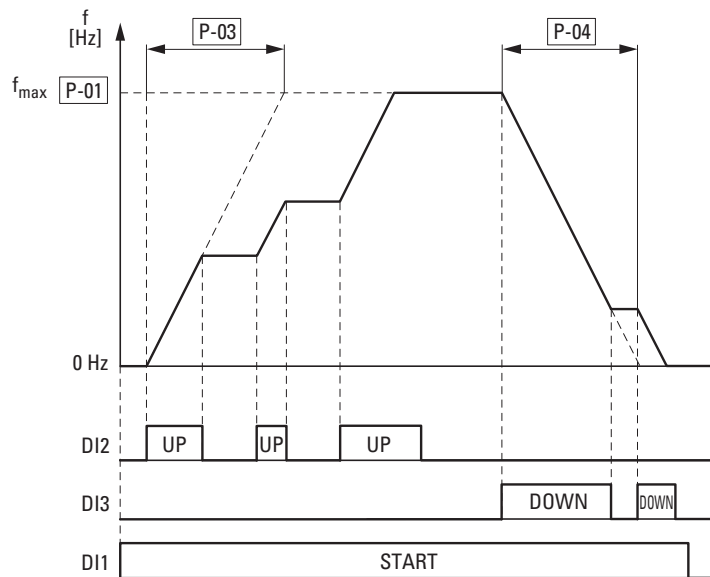 f
[Hz]
P-03
P-04
fmax P-01
0 Hz
DI2 UP UP UP
DI3 DOWN DOWN
DI1 START